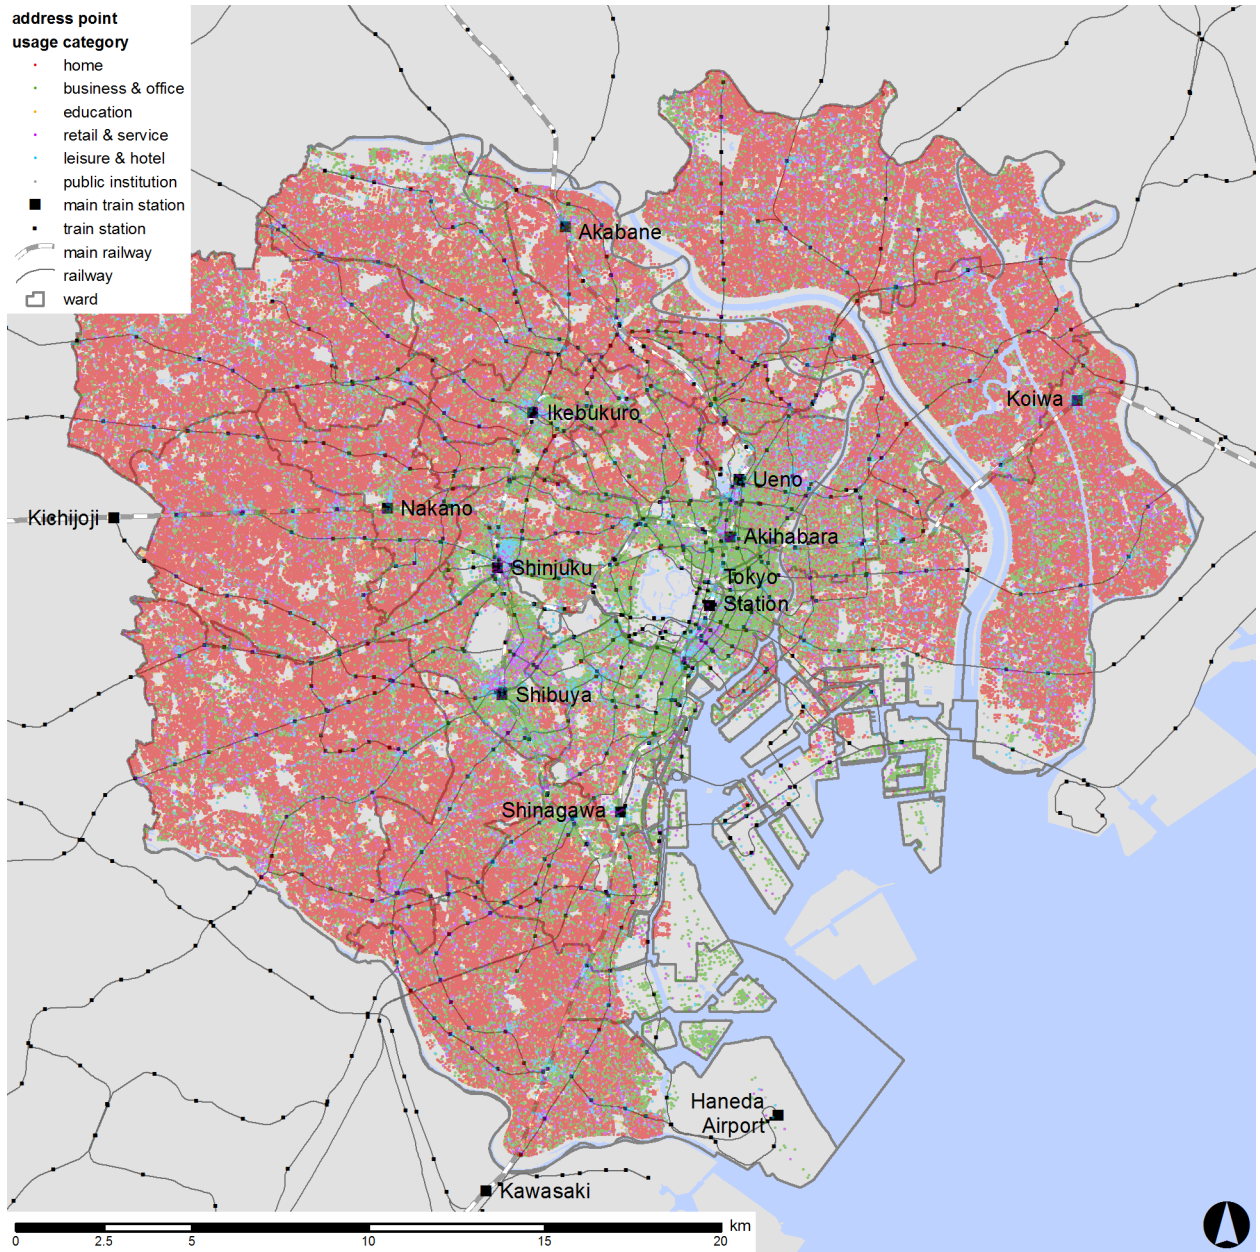 address point
usage category
home
business & office
education
retail & service
leisure & hotel
public institution
main train station
train station
main railway
railway
ward
Akabane
Ikebukuro
Koiwa
Ueno
Nakano
Kichijoji
Akihabara
Shinjuku
Tokyo
Station
Shibuya
Shinagawa
Haneda
Airport
Kawasaki
km
0 2.5 5 10 15 20